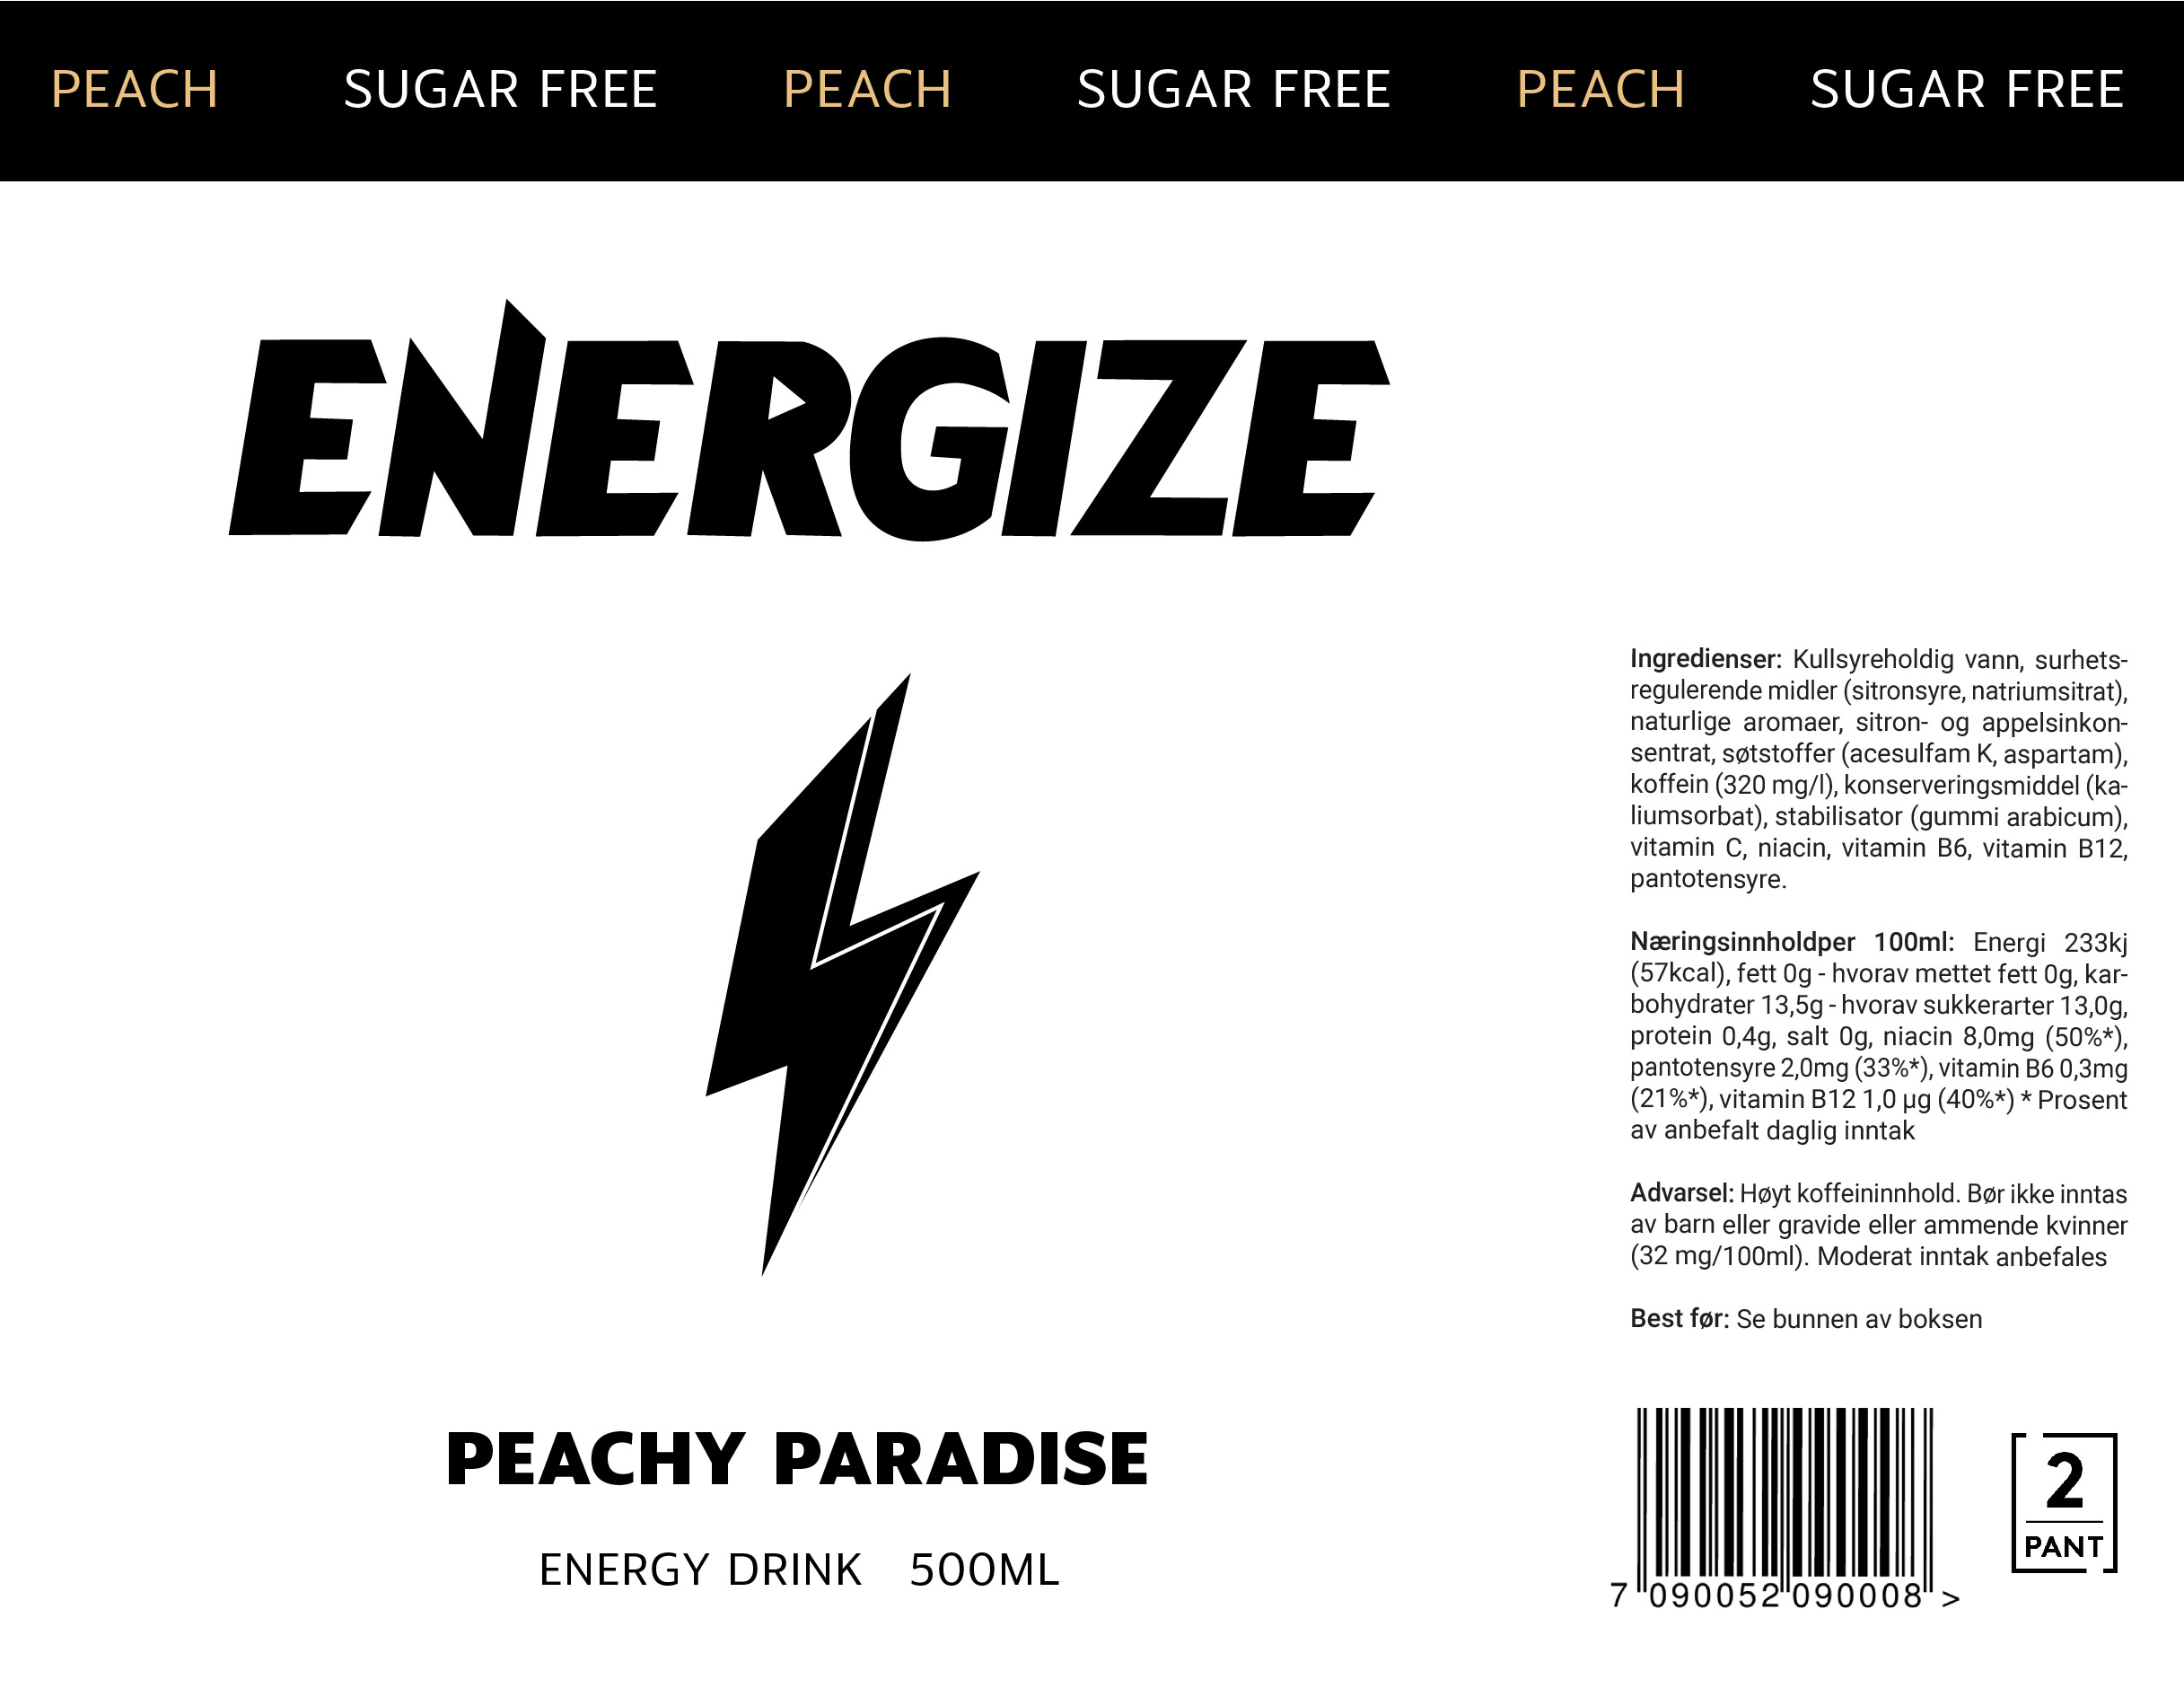 PEACH SUGAR FREE PEACH SUGAR FREE PEACH SUGAR FREE
ENERGIZE
Ingredienser: Kullsyreholdig vann, surhets-
regulerende midler (sitronsyre, natriumsitrat),
naturlige aromaer, sitron- og appelsinkon-
sentrat, søtstoffer (acesulfam K, aspartam),
koffein (320 mg/l), konserveringsmiddel (ka-
liumsorbat), stabilisator (gummi arabicum),
vitamin C, niacin, vitamin B6, vitamin B12,
pantotensyre.
Næringsinnholdper 100ml: Energi 233kj
(57kcal), fett 0g - hvorav mettet fett 0g, kar-
bohydrater 13,5g - hvorav sukkerarter 13,0g,
protein 0,4g, salt 0g, niacin 8,0mg (50%*),
pantotensyre 2,0mg (33%*), vitamin B6 0,3mg
(21%*), vitamin B12 1,0 µg (40%*) * Prosent
av anbefalt daglig inntak
Advarsel: Høyt koffeininnhold. Bør ikke inntas
av barn eller gravide eller ammende kvinner
(32 mg/100ml). Moderat inntak anbefales
Best før: Se bunnen av boksen
PEACHY PARADISE
ENERGY DRINK 500ML
7 090052 090008 >
2
PANT